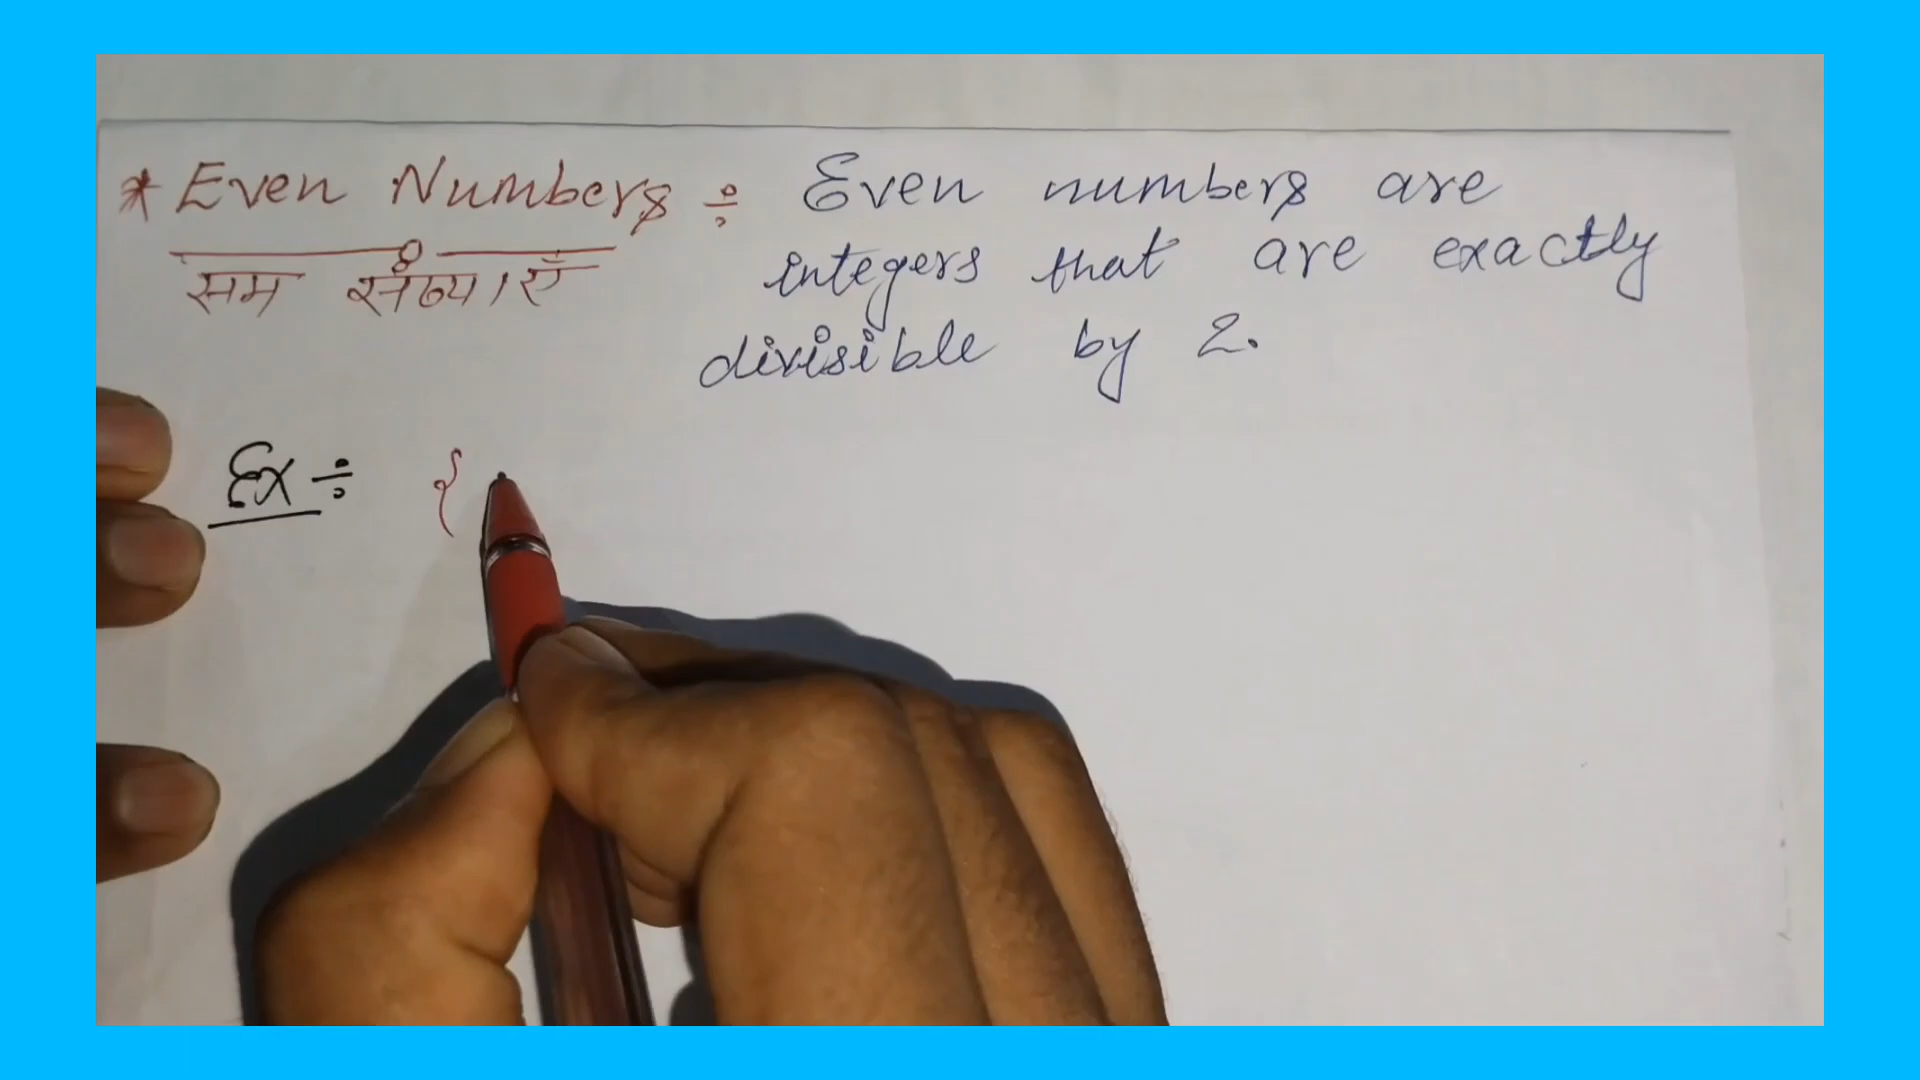 * Even Numbers ÷ Even numbers are
integers that are exactly
divisible by 2.
सम संख्याएँ
Ex ÷ {